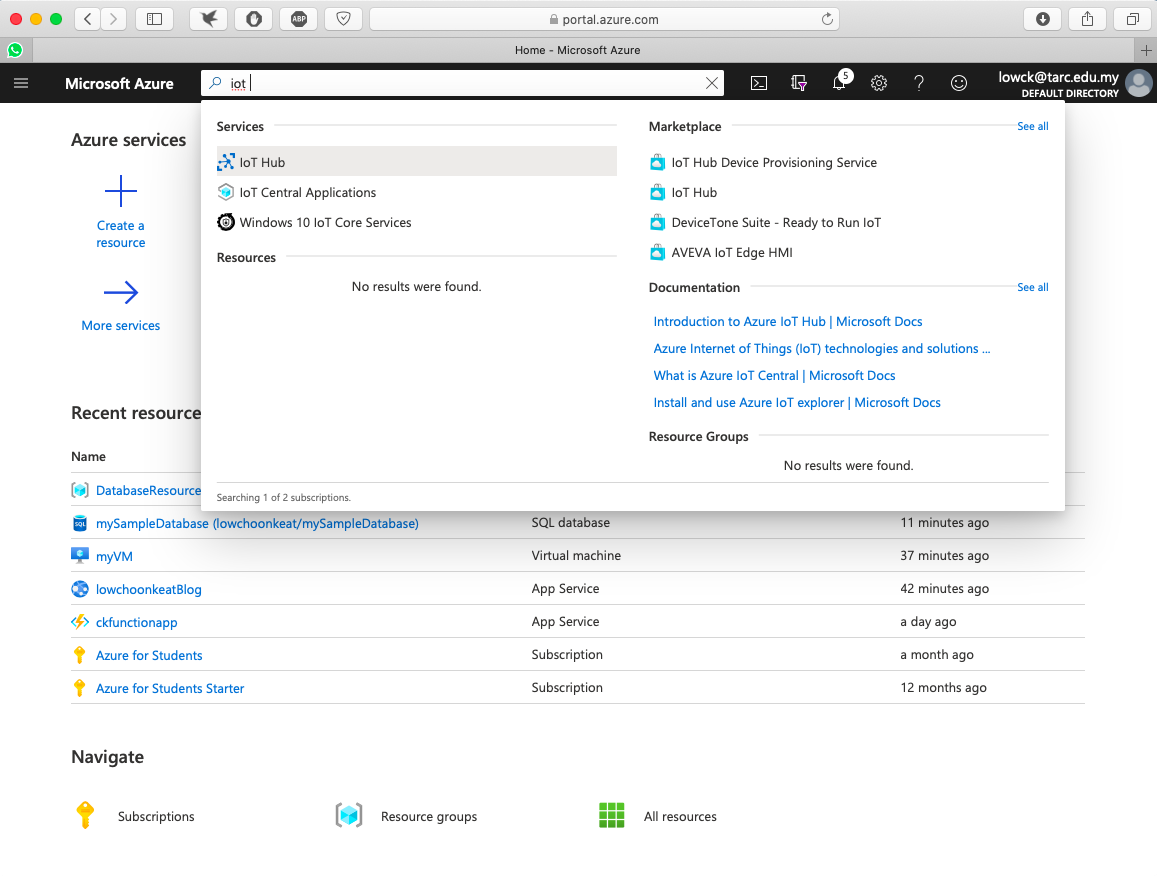 portal.azure.com
ABP
Home - Microsoft Azure
Microsoft Azure
iot
5
lowck@tarc.edu.my
DEFAULT DIRECTORY
Azure services
Create a
resource
More services
Services
IoT Hub
IoT Central Applications
Windows 10 IoT Core Services
Resources
No results were found.
Marketplace
See all
IoT Hub Device Provisioning Service
IoT Hub
DeviceTone Suite - Ready to Run IoT
AVEVA IoT Edge HMI
Documentation
See all
Introduction to Azure IoT Hub | Microsoft Docs
Azure Internet of Things (IoT) technologies and solutions ...
What is Azure IoT Central | Microsoft Docs
Install and use Azure IoT explorer | Microsoft Docs
Resource Groups
No results were found.
Searching 1 of 2 subscriptions.
Recent resource
Name
DatabaseResource
SQL
mySampleDatabase (lowchoonkeat/mySampleDatabase) SQL database 11 minutes ago
myVM Virtual machine 37 minutes ago
lowchoonkeatBlog App Service 42 minutes ago
ckfunctionapp App Service a day ago
Azure for Students Subscription a month ago
Azure for Students Starter Subscription 12 months ago
Navigate
Subscriptions Resource groups All resources